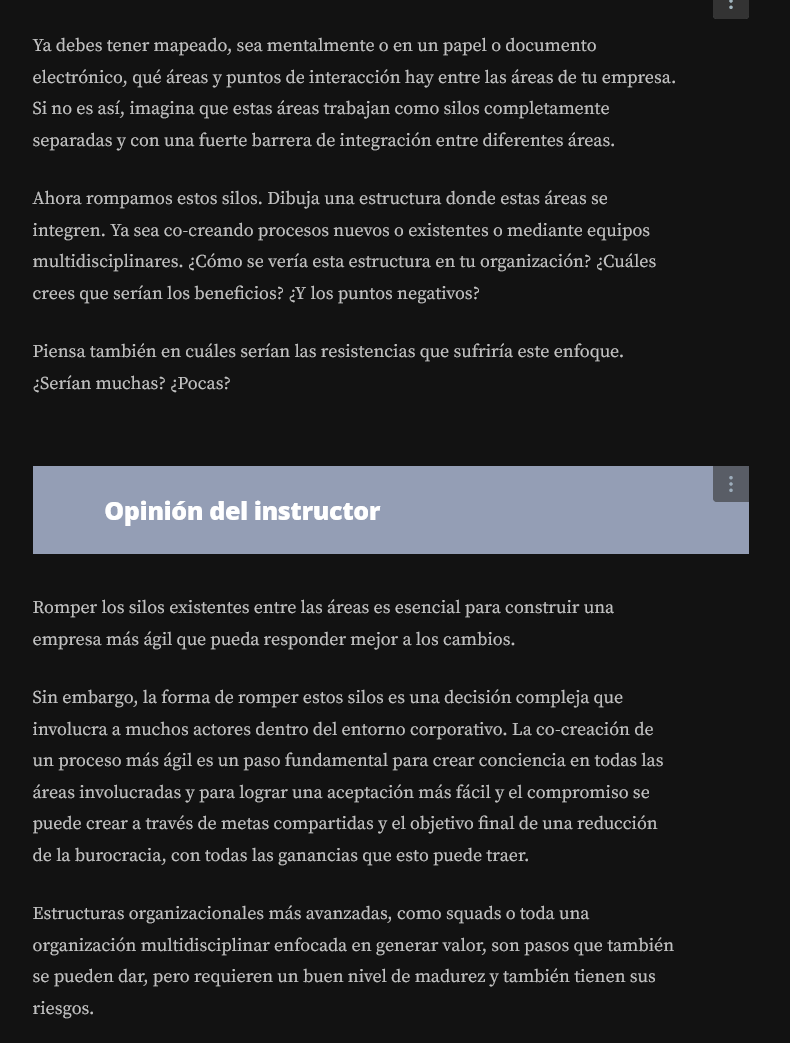 Ya debes tener mapeado, sea mentalmente o en un papel o documento
electrónico, qué áreas y puntos de interacción hay entre las áreas de tu empresa.
Si no es así, imagina que estas áreas trabajan como silos completamente
separadas y con una fuerte barrera de integración entre diferentes áreas.
Ahora rompamos estos silos. Dibuja una estructura donde estas áreas se
integren. Ya sea co-creando procesos nuevos o existentes o mediante equipos
multidisciplinares. ¿Cómo se vería esta estructura en tu organización? ¿Cuáles
crees que serían los beneficios? ¿Y los puntos negativos?
Piensa también en cuáles serían las resistencias que sufriría este enfoque.
¿Serían muchas? ¿Pocas?
Opinión del instructor
Romper los silos existentes entre las áreas es esencial para construir una
empresa más ágil que pueda responder mejor a los cambios.
Sin embargo, la forma de romper estos silos es una decisión compleja que
involucra a muchos actores dentro del entorno corporativo. La co-creación de
un proceso más ágil es un paso fundamental para crear conciencia en todas las
áreas involucradas y para lograr una aceptación más fácil y el compromiso se
puede crear a través de metas compartidas y el objetivo final de una reducción
de la burocracia, con todas las ganancias que esto puede traer.
Estructuras organizacionales más avanzadas, como squads o toda una
organización multidisciplinar enfocada en generar valor, son pasos que también
se pueden dar, pero requieren un buen nivel de madurez y también tienen sus
riesgos.